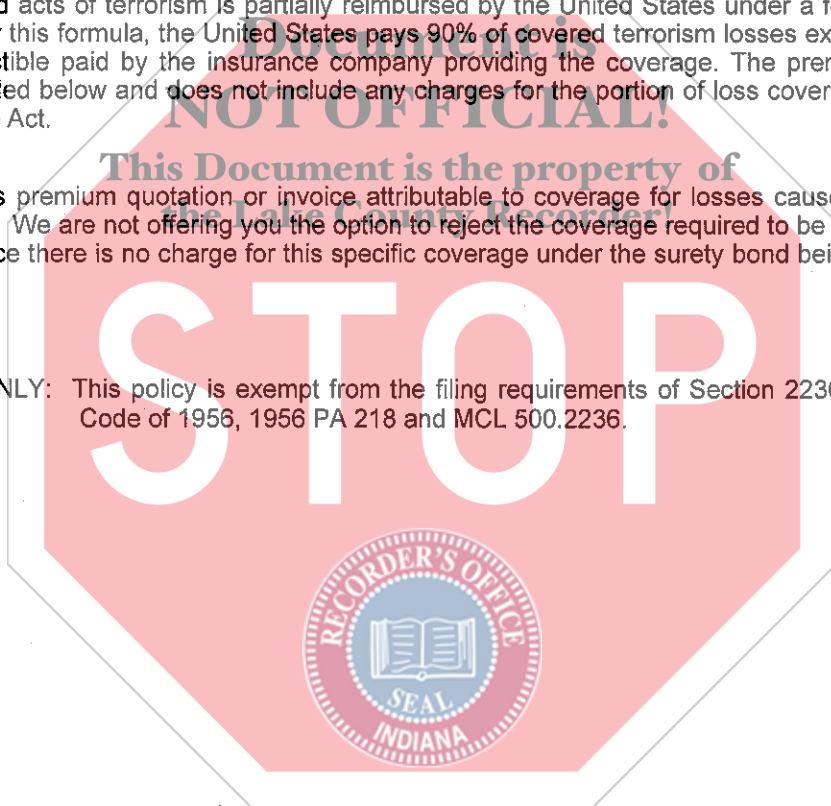 d acts of terrorism is partially reimbursed by the United States under a f
r this formula, the United States pays 90% of covered terrorism losses ex
Document is
tible paid by the insurance company providing the coverage. The prem
ed below and does not include any charges for the portion of loss cover
NOT OFFICIAL!
Act.
This Document is the property of
s premium quotation or invoice attributable to coverage for losses cause
the Lake County Recorder!
We are not offering you the option to reject the coverage required to be
ce there is no charge for this specific coverage under the surety bond bei
STOP
NLY: This policy is exempt from the filing requirements of Section 2236
Code of 1956, 1956 PA 218 and MCL 500.2236.
RECORDER'S OFFICE
SEAL
INDIANA